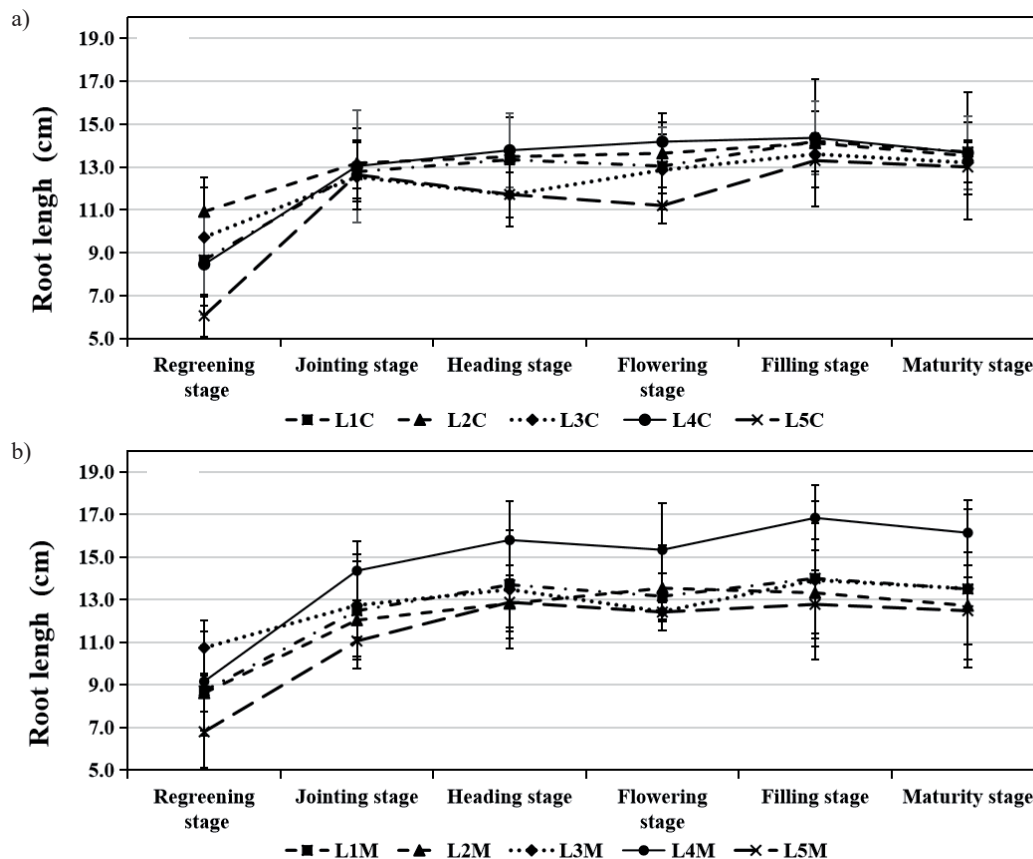 a)
Root lengh (cm)
19.0
17.0
15.0
13.0
11.0
9.0
7.0
5.0
Regreening
stage
Jointing stage
Heading stage
Flowering
stage
Filling stage
Maturity stage
L1C L2C L3C L4C L5C
b)
Root lengh (cm)
19.0
17.0
15.0
13.0
11.0
9.0
7.0
5.0
Regreening
stage
Jointing stage
Heading stage
Flowering
stage
Filling stage
Maturity stage
L1M L2M L3M L4M L5M